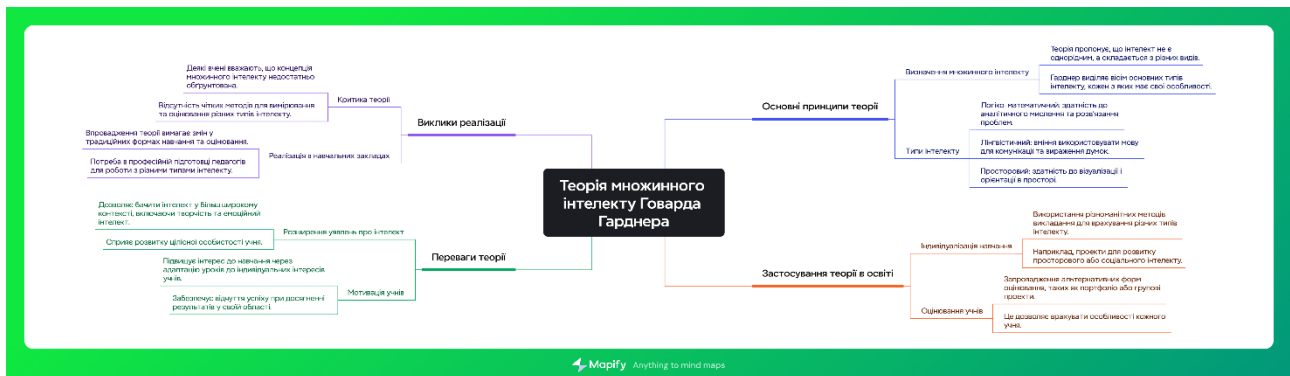 Теорія множинного
інтелекту Говарда
Гарднера
Основні принципи теорії
Визначення множинного інтелекту
Теорія пропонує, що інтелект не є
однорідним, а складається з різних видів.
Гарднер виділяє вісім основних типів
інтелекту, кожен з яких має свої особливості.
Типи інтелекту
Логіко-математичний: здатність до
аналітичного мислення та розв'язання
проблем.
Лінгвістичний: вміння використовувати мову
для комунікації та вираження думок.
Просторовий: здатність до візуалізації і
орієнтації в просторі.
Застосування теорії в освіті
Індивідуалізація навчання
Використання різноманітних методів
викладання для врахування різних типів
інтелекту.
Наприклад, проекти для розвитку
просторового або соціального інтелекту.
Оцінювання учнів
Запровадження альтернативних форм
оцінювання, таких як портфоліо або групові
проекти.
Це дозволяє врахувати особливості кожного
учня.
Виклики реалізації
Критика теорії
Деякі вчені вважають, що концепція
множинного інтелекту недостатньо
обґрунтована.
Відсутність чітких методів для вимірювання
та оцінювання різних типів інтелекту.
Реалізація в навчальних закладах
Впровадження теорії вимагає змін у
традиційних формах навчання та оцінювання.
Потреба в професійній підготовці педагогів
для роботи з різними типами інтелекту.
Переваги теорії
Розширення уявлень про інтелект
Дозволяє бачити інтелект у більш широкому
контексті, включаючи творчість та емоційний
інтелект.
Сприяє розвитку цілісної особистості учня.
Мотивація учнів
Підвищує інтерес до навчання через
адаптацію уроків до індивідуальних інтересів
учнів.
Забезпечує відчуття успіху при досягненні
результатів у своїй області.
Mapify Anything to mind maps